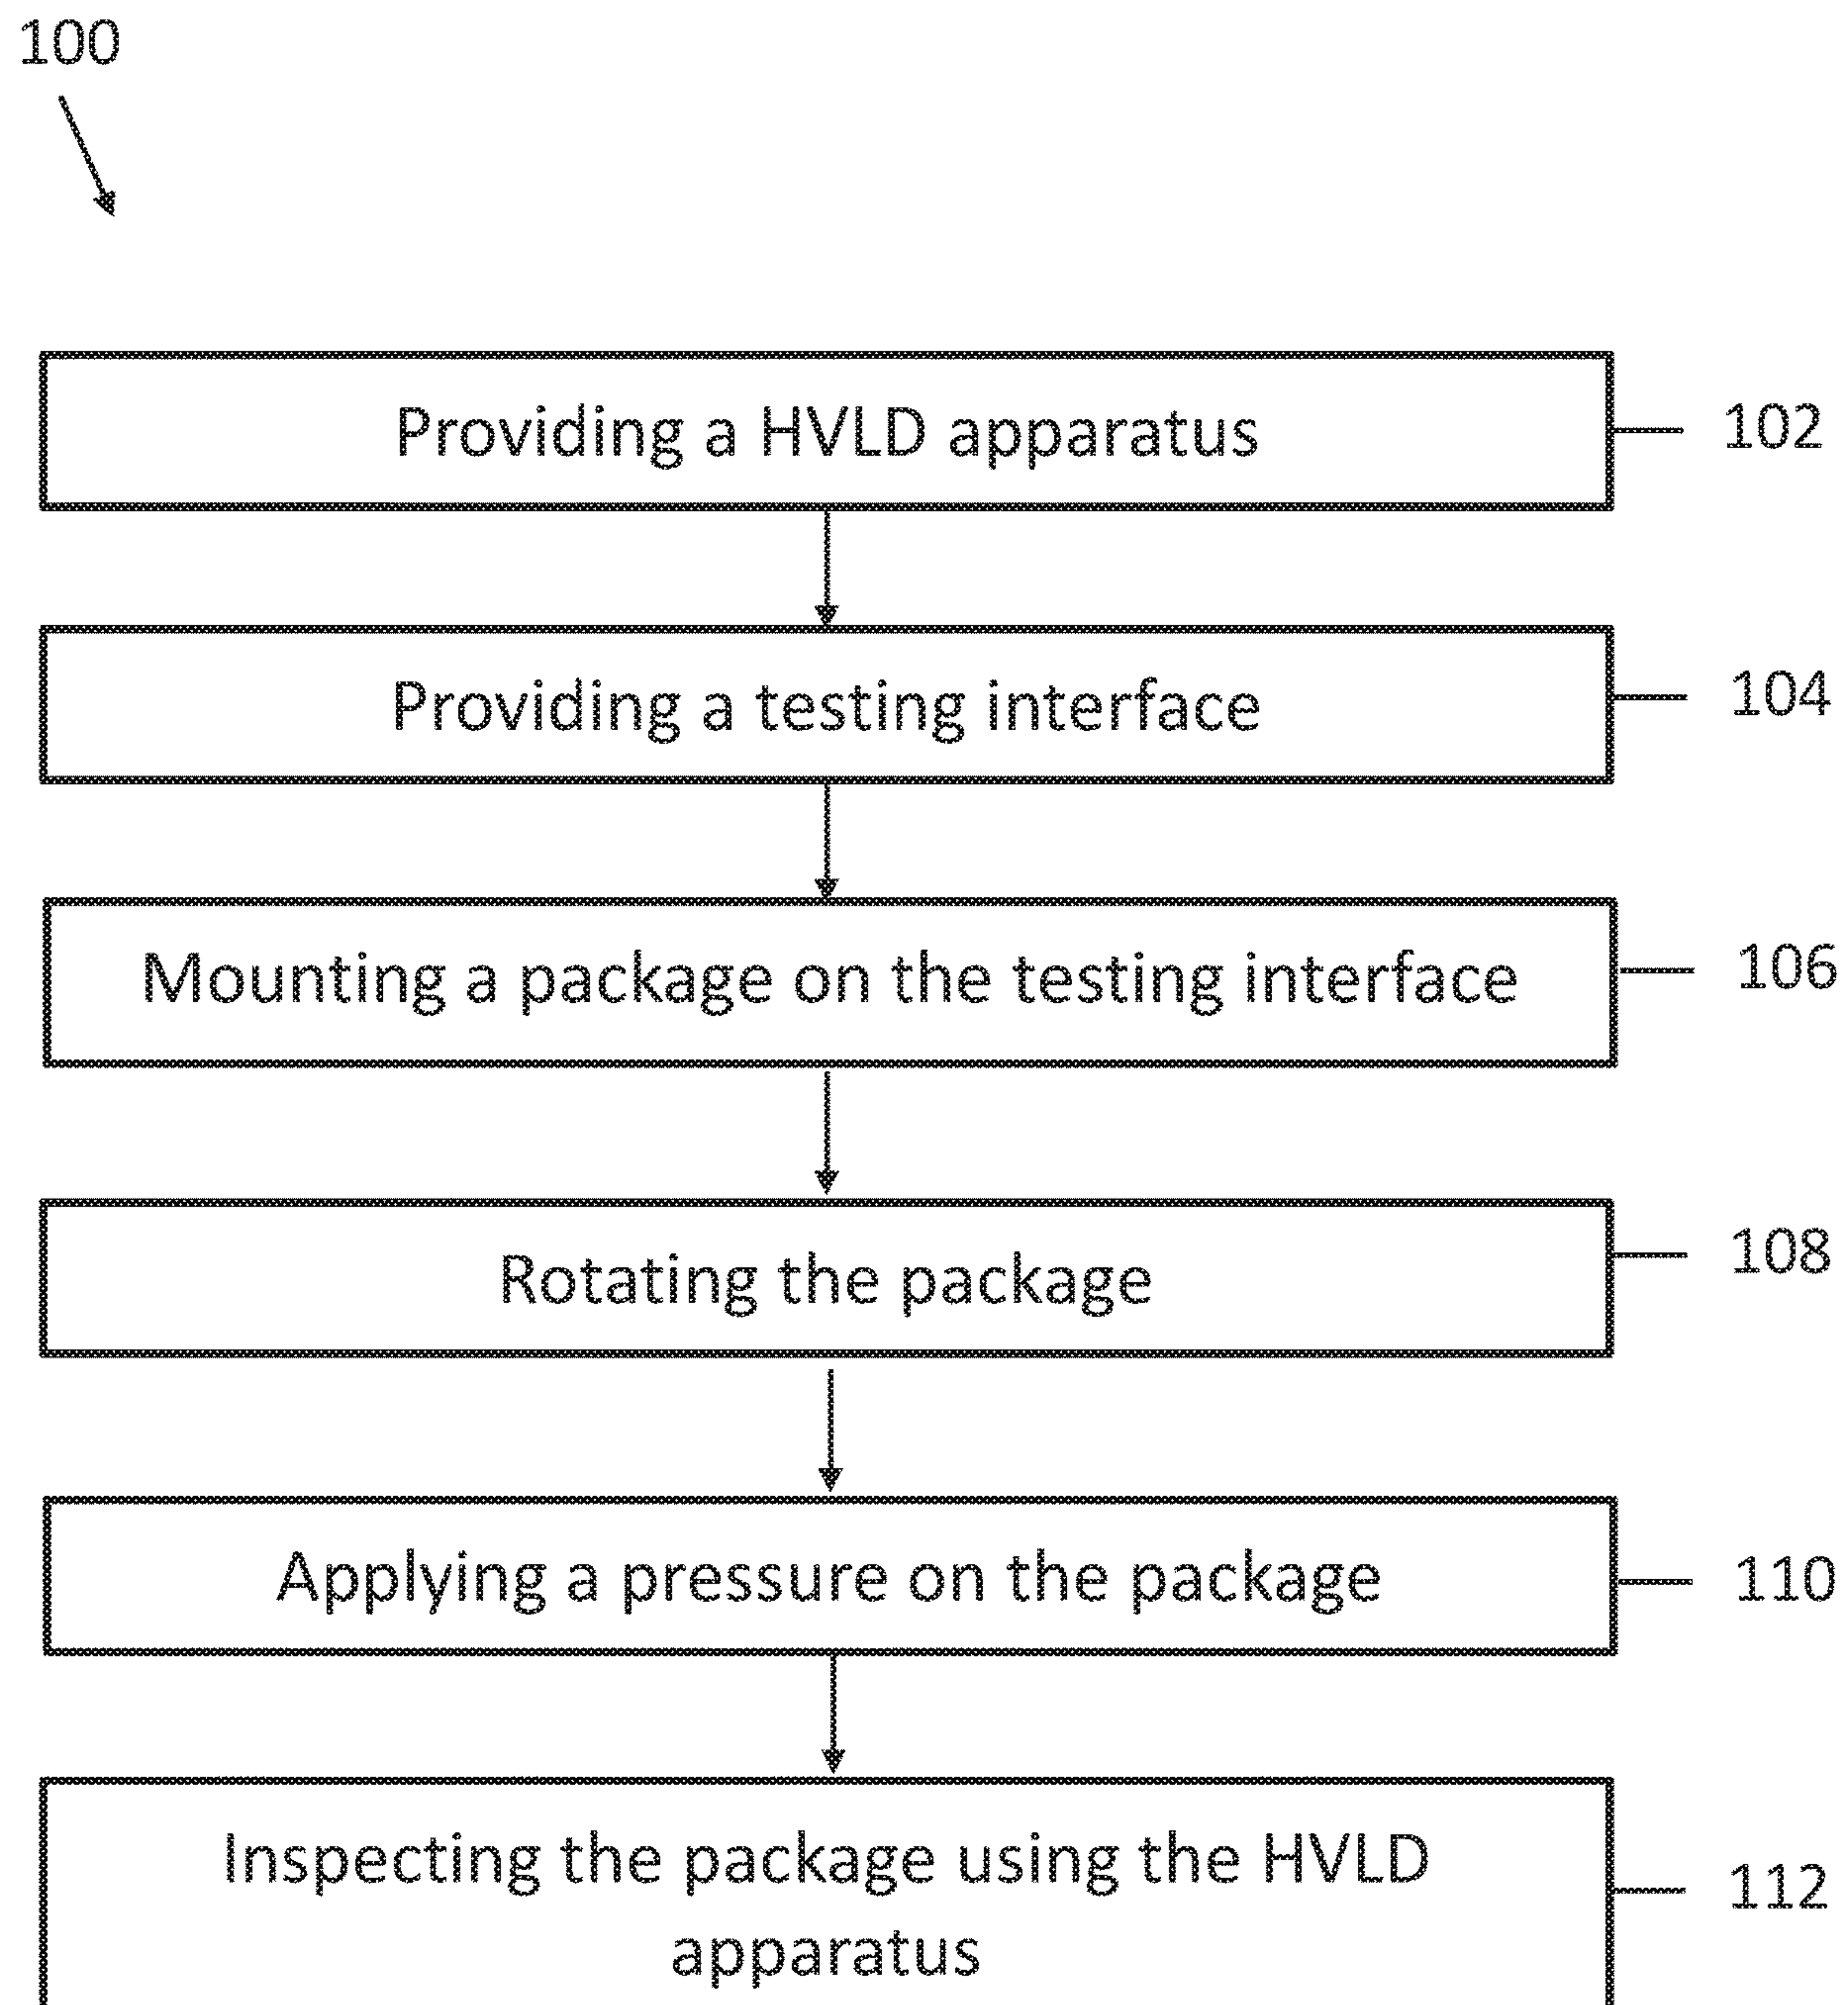 100
Providing a HVLD apparatus
102
Providing a testing interface
104
Mounting a package on the testing interface
106
Rotating the package
108
Applying a pressure on the package
110
Inspecting the package using the HVLD
apparatus
112